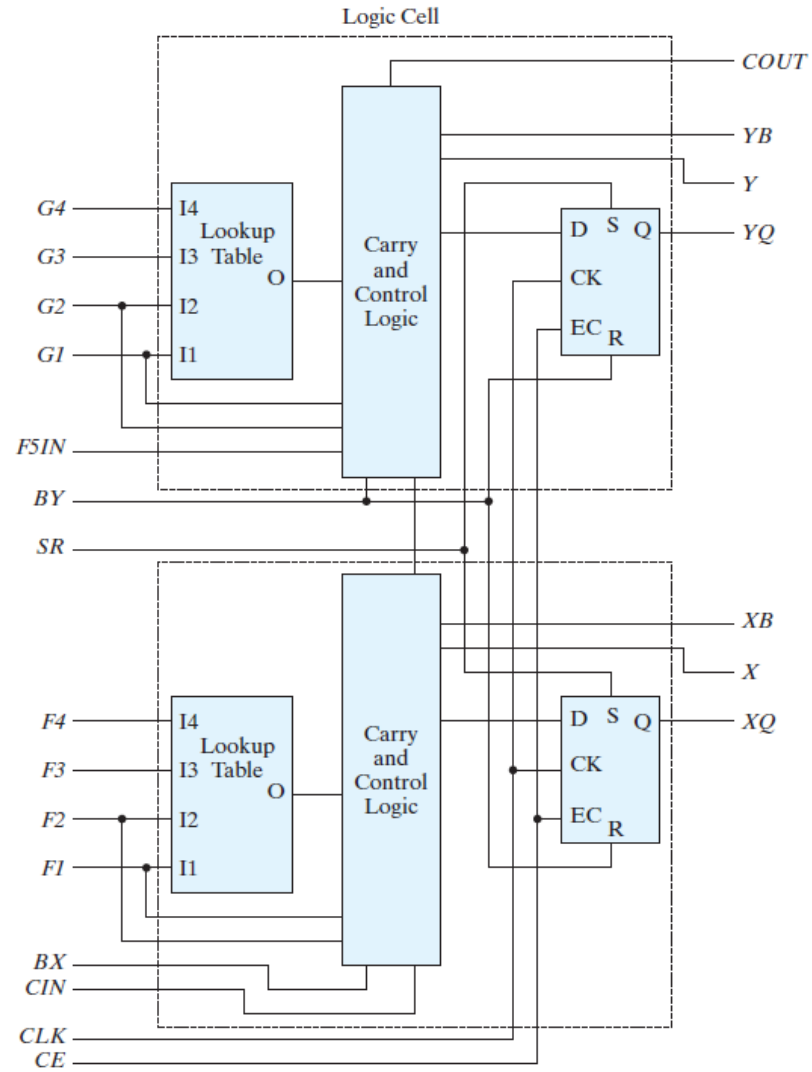 Logic Cell
COUT
YB
Y
G4
I4
Lookup
Table
D S Q
YQ
G3
I3
O
Carry
and
Control
Logic
CK
G2
I2
EC
R
G1
I1
F5IN
BY
SR
XB
X
F4
I4
Lookup
Table
D S Q
XQ
F3
I3
O
Carry
and
Control
Logic
CK
F2
I2
EC
R
F1
I1
BX
CIN
CLK
CE